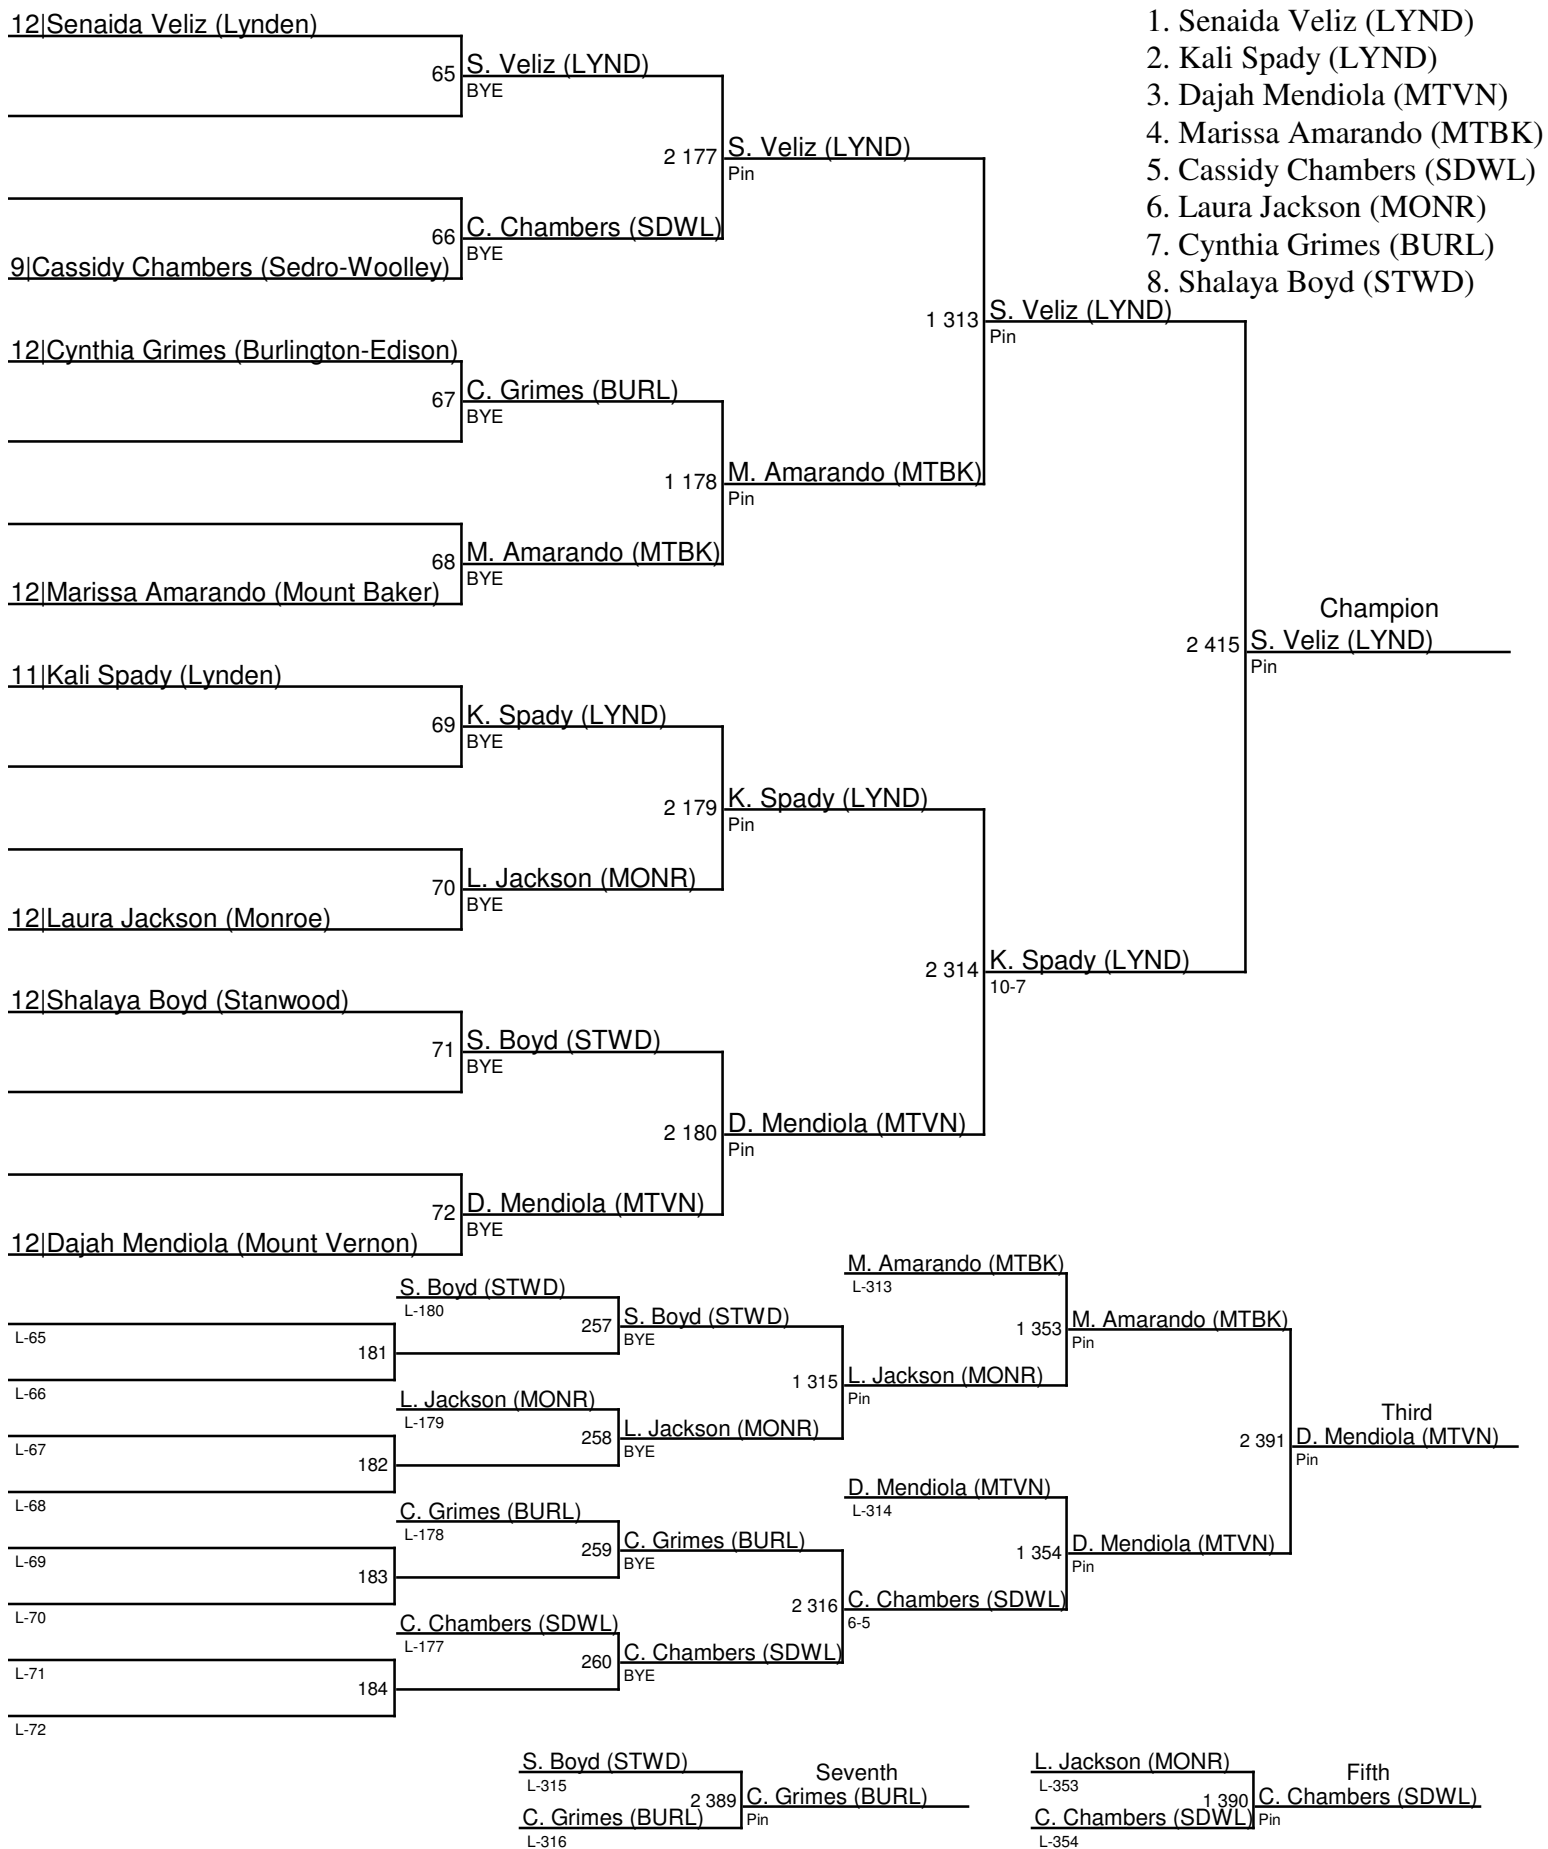 12|Senaida Veliz (Lynden)
65 S. Veliz (LYND)
BYE
2 177 S. Veliz (LYND)
Pin
66 C. Chambers (SDWL)
BYE
9|Cassidy Chambers (Sedro-Woolley)
1. Senaida Veliz (LYND)
2. Kali Spady (LYND)
3. Dajah Mendiola (MTVN)
4. Marissa Amarando (MTBK)
5. Cassidy Chambers (SDWL)
6. Laura Jackson (MONR)
7. Cynthia Grimes (BURL)
8. Shalaya Boyd (STWD)
1 313 S. Veliz (LYND)
Pin
12|Cynthia Grimes (Burlington-Edison)
67 C. Grimes (BURL)
BYE
1 178 M. Amarando (MTBK)
Pin
68 M. Amarando (MTBK)
BYE
12|Marissa Amarando (Mount Baker)
Champion
2 415 S. Veliz (LYND)
Pin
11|Kali Spady (Lynden)
69 K. Spady (LYND)
BYE
2 179 K. Spady (LYND)
Pin
70 L. Jackson (MONR)
BYE
12|Laura Jackson (Monroe)
2 314 K. Spady (LYND)
10-7
12|Shalaya Boyd (Stanwood)
71 S. Boyd (STWD)
BYE
2 180 D. Mendiola (MTVN)
Pin
72 D. Mendiola (MTVN)
BYE
12|Dajah Mendiola (Mount Vernon)
L-65
181
L-66
L-67
182
L-68
L-69
183
L-70
L-71
184
L-72
S. Boyd (STWD)
L-180
257 S. Boyd (STWD)
BYE
L. Jackson (MONR)
L-179
258 L. Jackson (MONR)
BYE
C. Grimes (BURL)
L-178
259 C. Grimes (BURL)
BYE
C. Chambers (SDWL)
L-177
260 C. Chambers (SDWL)
BYE
M. Amarando (MTBK)
L-313
1 315 L. Jackson (MONR)
Pin
D. Mendiola (MTVN)
L-314
2 316 C. Chambers (SDWL)
6-5
1 353 M. Amarando (MTBK)
Pin
1 354 D. Mendiola (MTVN)
Pin
Third
2 391 D. Mendiola (MTVN)
Pin
S. Boyd (STWD)
L-315
Seventh
2 389 C. Grimes (BURL)
Pin
C. Grimes (BURL)
L-316
L. Jackson (MONR)
L-353
Fifth
1 390 C. Chambers (SDWL)
Pin
C. Chambers (SDWL)
L-354